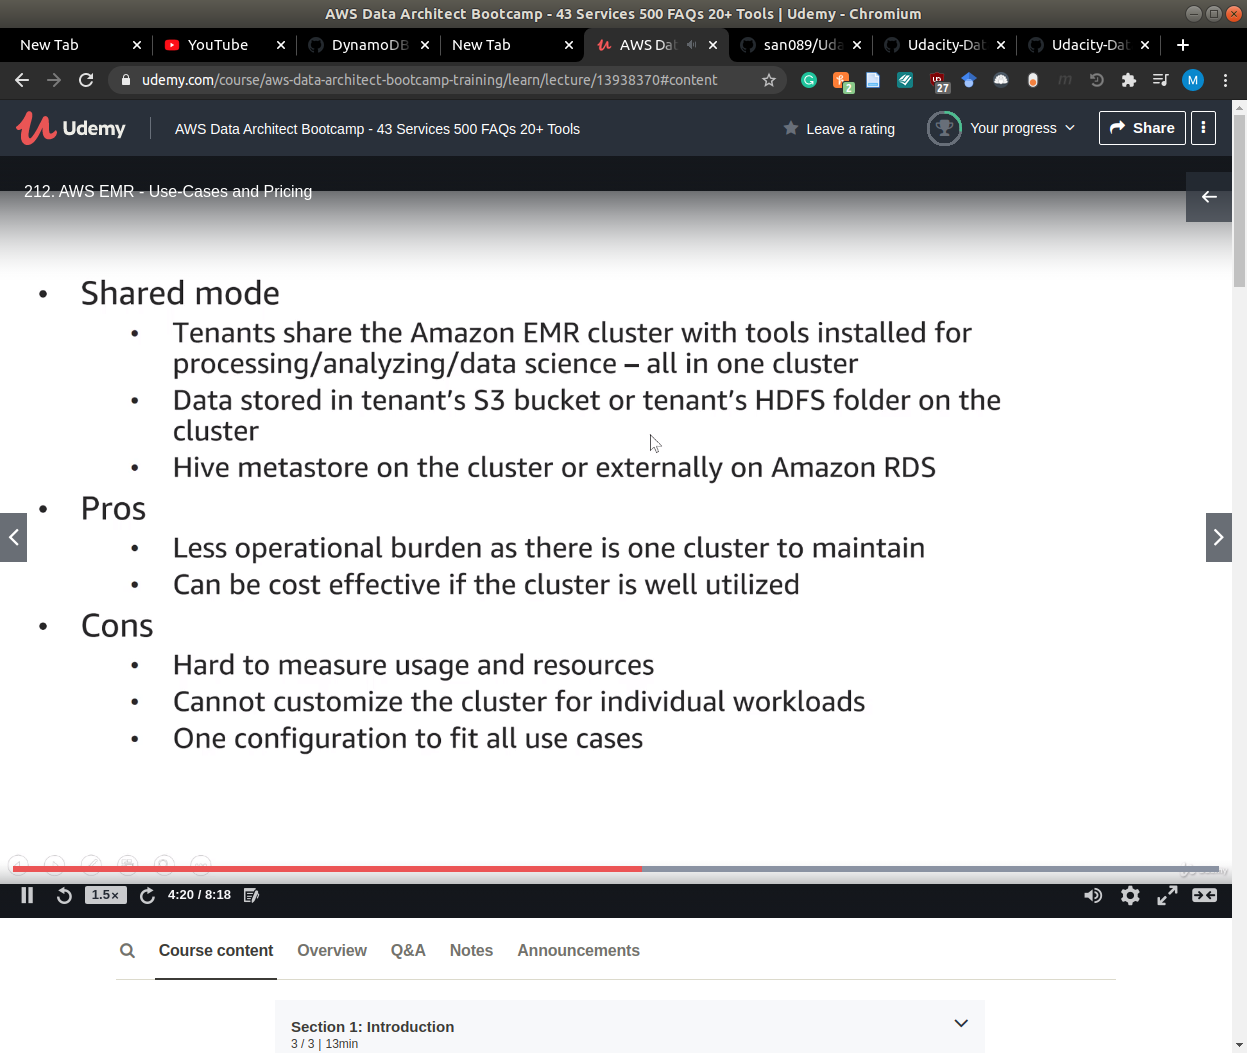 AWS Data Architect Bootcamp - 43 Services 500 FAQs 20+ Tools | Udemy - Chromium
New Tab
YouTube
DynamoDB
New Tab
AWS Dat
san089/Uda
Udacity-Dat
Udacity-Dat
udemy.com/course/aws-data-architect-bootcamp-training/learn/lecture/13938370#content
2
27
M
Udemy
AWS Data Architect Bootcamp - 43 Services 500 FAQs 20+ Tools
Leave a rating
Your progress
Share
212. AWS EMR - Use-Cases and Pricing
• Shared mode
• Tenants share the Amazon EMR cluster with tools installed for
processing/analyzing/data science – all in one cluster
• Data stored in tenant's S3 bucket or tenant's HDFS folder on the
cluster
• Hive metastore on the cluster or externally on Amazon RDS
• Pros
• Less operational burden as there is one cluster to maintain
• Can be cost effective if the cluster is well utilized
• Cons
• Hard to measure usage and resources
• Cannot customize the cluster for individual workloads
• One configuration to fit all use cases
1.5×
4:20 / 8:18
Course content
Overview
Q&A
Notes
Announcements
Section 1: Introduction
3 / 3 | 13min